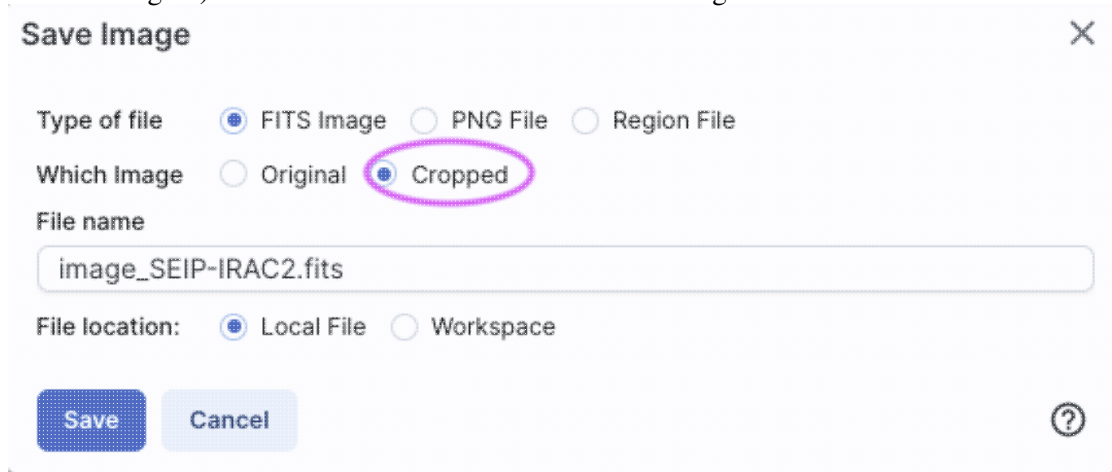 Save Image
Type of file FITS Image PNG File Region File
Which Image Original Cropped
File name
image_SEIP-IRAC2.fits
File location: Local File Workspace
Save Cancel